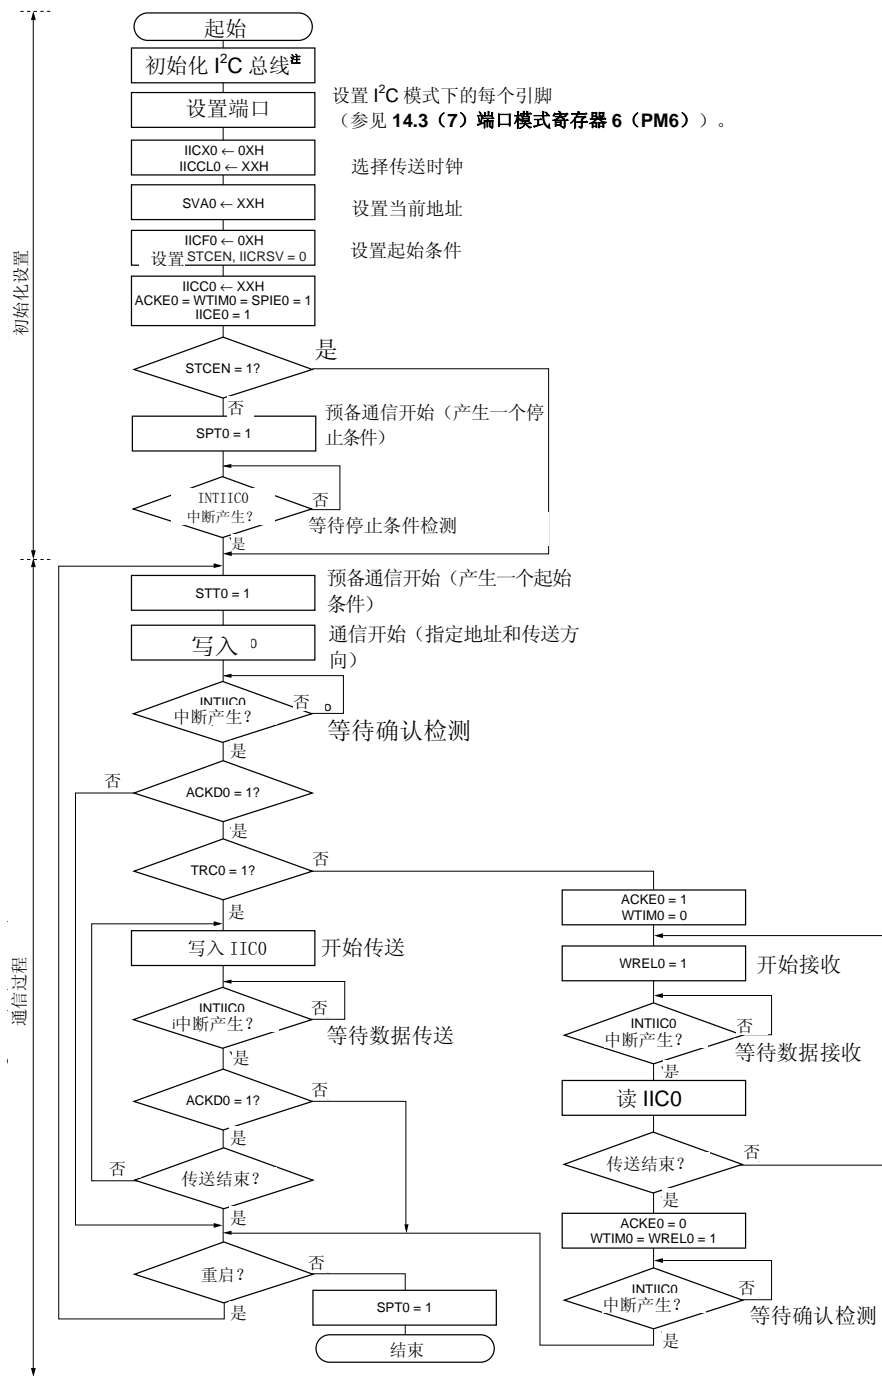 起始
初始化 I²C 总线注
设置端口
设置 I²C 模式下的每个引脚
（参见 14.3（7）端口模式寄存器 6（PM6））。
IICX0 ← 0XH
IICCL0 ← XXH
选择传送时钟
SVA0 ← XXH
设置当前地址
IICF0 ← 0XH
设置 STCEN, IICRSV = 0
设置起始条件
IICC0 ← XXH
ACKE0 = WTIM0 = SPIE0 = 1
IICE0 = 1
初始化设置
STCEN = 1?
是
否
SPT0 = 1
预备通信开始（产生一个停
止条件）
INTIIC0
中断产生？
否
等待停止条件检测
是
STT0 = 1
预备通信开始（产生一个起始
条件）
写入 0
通信开始（指定地址和传送方
向）
INTIIC0
中断产生？
否
等待确认检测
是
ACKD0 = 1?
否
是
TRC0 = 1?
否
是
ACKE0 = 1
WTIM0 = 0
写入 IIC0
开始传送
WREL0 = 1
开始接收
通信过程
INTIIC0
中断产生？
否
等待数据传送
是
INTIIC0
中断产生？
否
等待数据接收
是
ACKD0 = 1?
否
是
读 IIC0
传送结束？
否
是
传送结束？
否
是
ACKE0 = 0
WTIM0 = WREL0 = 1
重启？
否
是
INTIIC0
中断产生？
否
等待确认检测
是
SPT0 = 1
结束